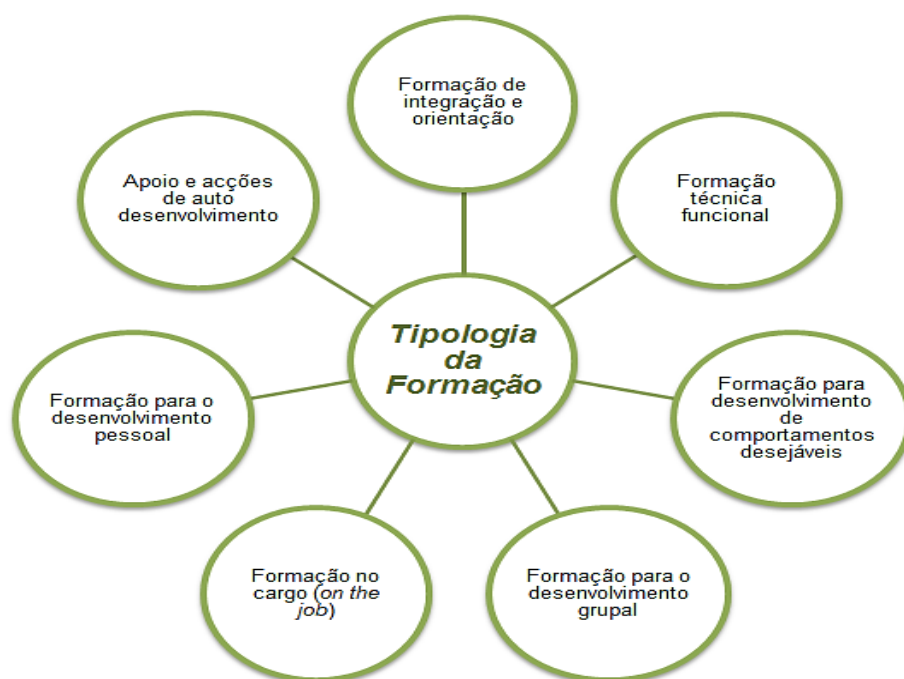 Formação de
integração e
orientação
Formação
técnica
funcional
Formação para
desenvolvimento
de
comportamentos
desejáveis
Formação para o
desenvolvimento
grupal
Formação no
cargo (on the
job)
Formação para o
desenvolvimento
pessoal
Apoio e acções
de auto
desenvolvimento
Tipologia
da
Formação